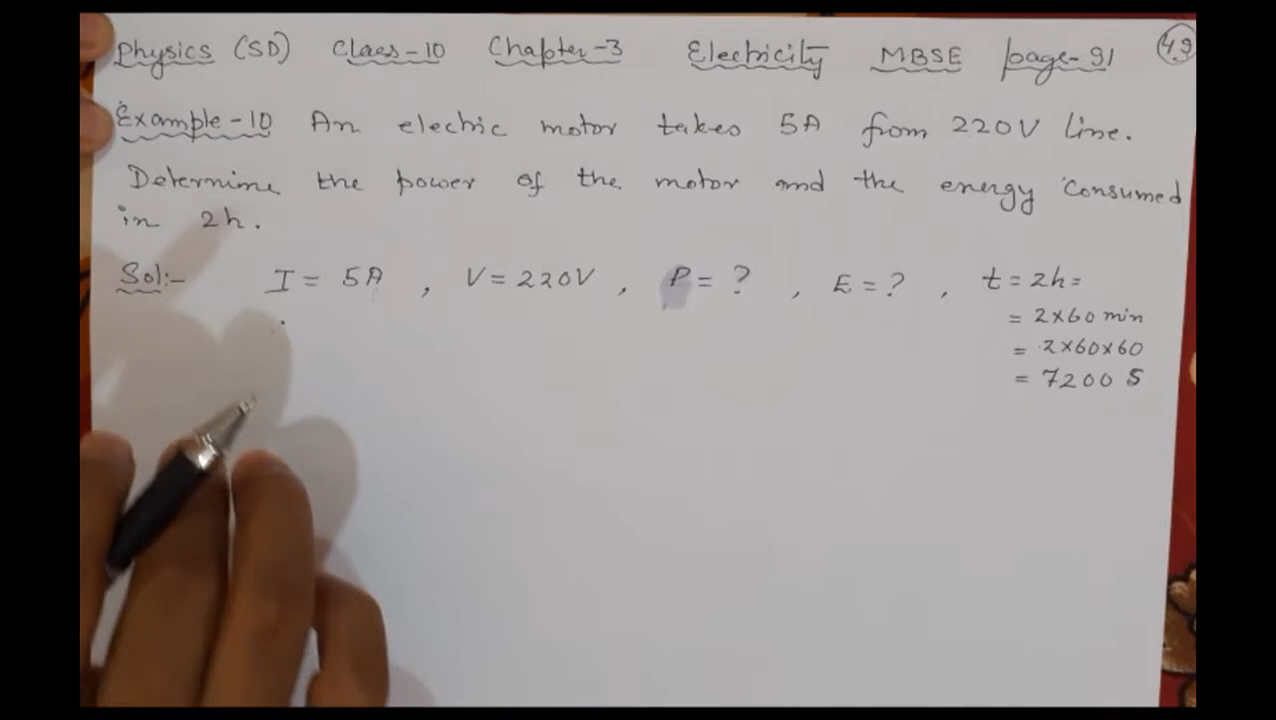 Physics (SD) Class-10 Chapter-3 Electricity MBSE page-91 49
Example-10 An electric motor takes 5A from 220V line.
Determine the power of the motor and the energy consumed
in 2h.
Sol:- I = 5A , V = 220V , P = ? , E = ? , t = 2h =
= 2×60 min
= 2×60×60
= 7200 S